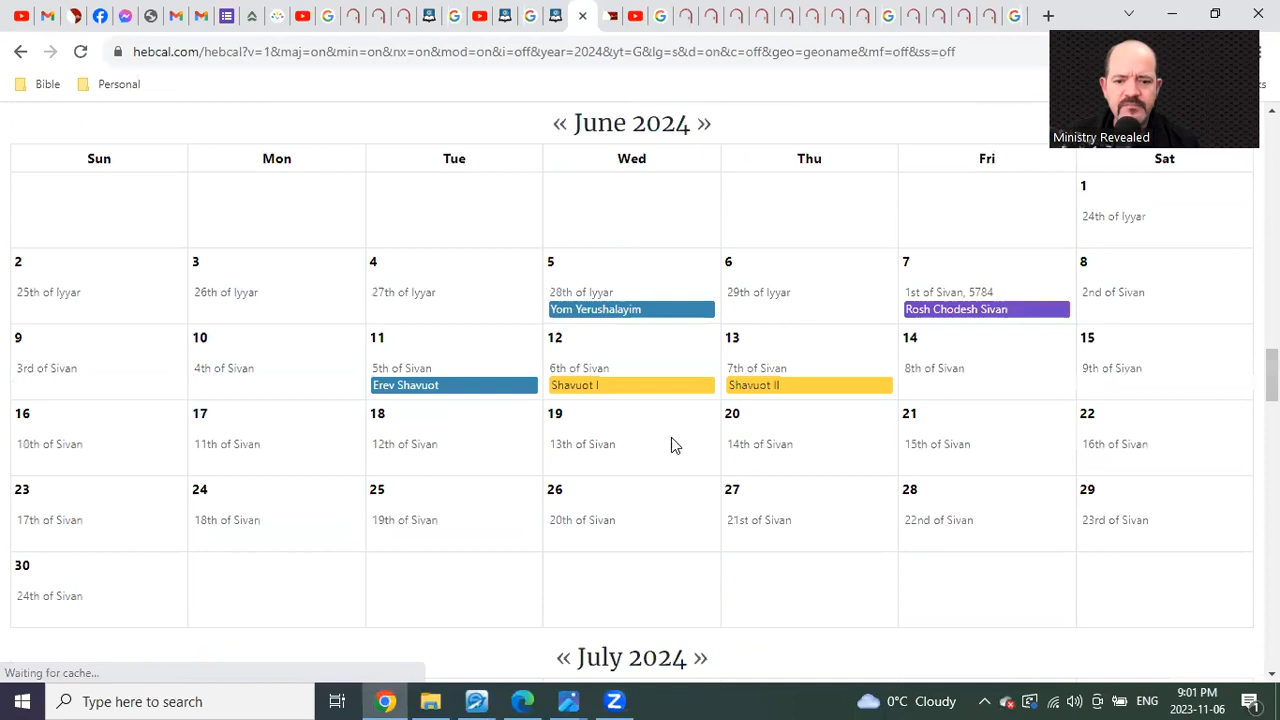 hebcal.com/hebcal?v=1&maj=on&min=on&nx=on&mod=on&i=off&year=2024&yt=G&lg=s&d=on&c=off&geo=geoname&mf=off&ss=off
Bible Personal
Ministry Revealed
« June 2024 »
Sun Mon Tue Wed Thu Fri Sat
1
24th of Iyyar
2 3 4 5 6 7 8
25th of Iyyar 26th of Iyyar 27th of Iyyar 28th of Iyyar 29th of Iyyar 1st of Sivan, 5784 2nd of Sivan
Yom Yerushalayim Rosh Chodesh Sivan
9 10 11 12 13 14 15
3rd of Sivan 4th of Sivan 5th of Sivan 6th of Sivan 7th of Sivan 8th of Sivan 9th of Sivan
Erev Shavuot Shavuot I Shavuot II
16 17 18 19 20 21 22
10th of Sivan 11th of Sivan 12th of Sivan 13th of Sivan 14th of Sivan 15th of Sivan 16th of Sivan
23 24 25 26 27 28 29
17th of Sivan 18th of Sivan 19th of Sivan 20th of Sivan 21st of Sivan 22nd of Sivan 23rd of Sivan
30
24th of Sivan
« July 2024 »
Waiting for cache...
Type here to search 0°C Cloudy ENG 9:01 PM
2023-11-06 1